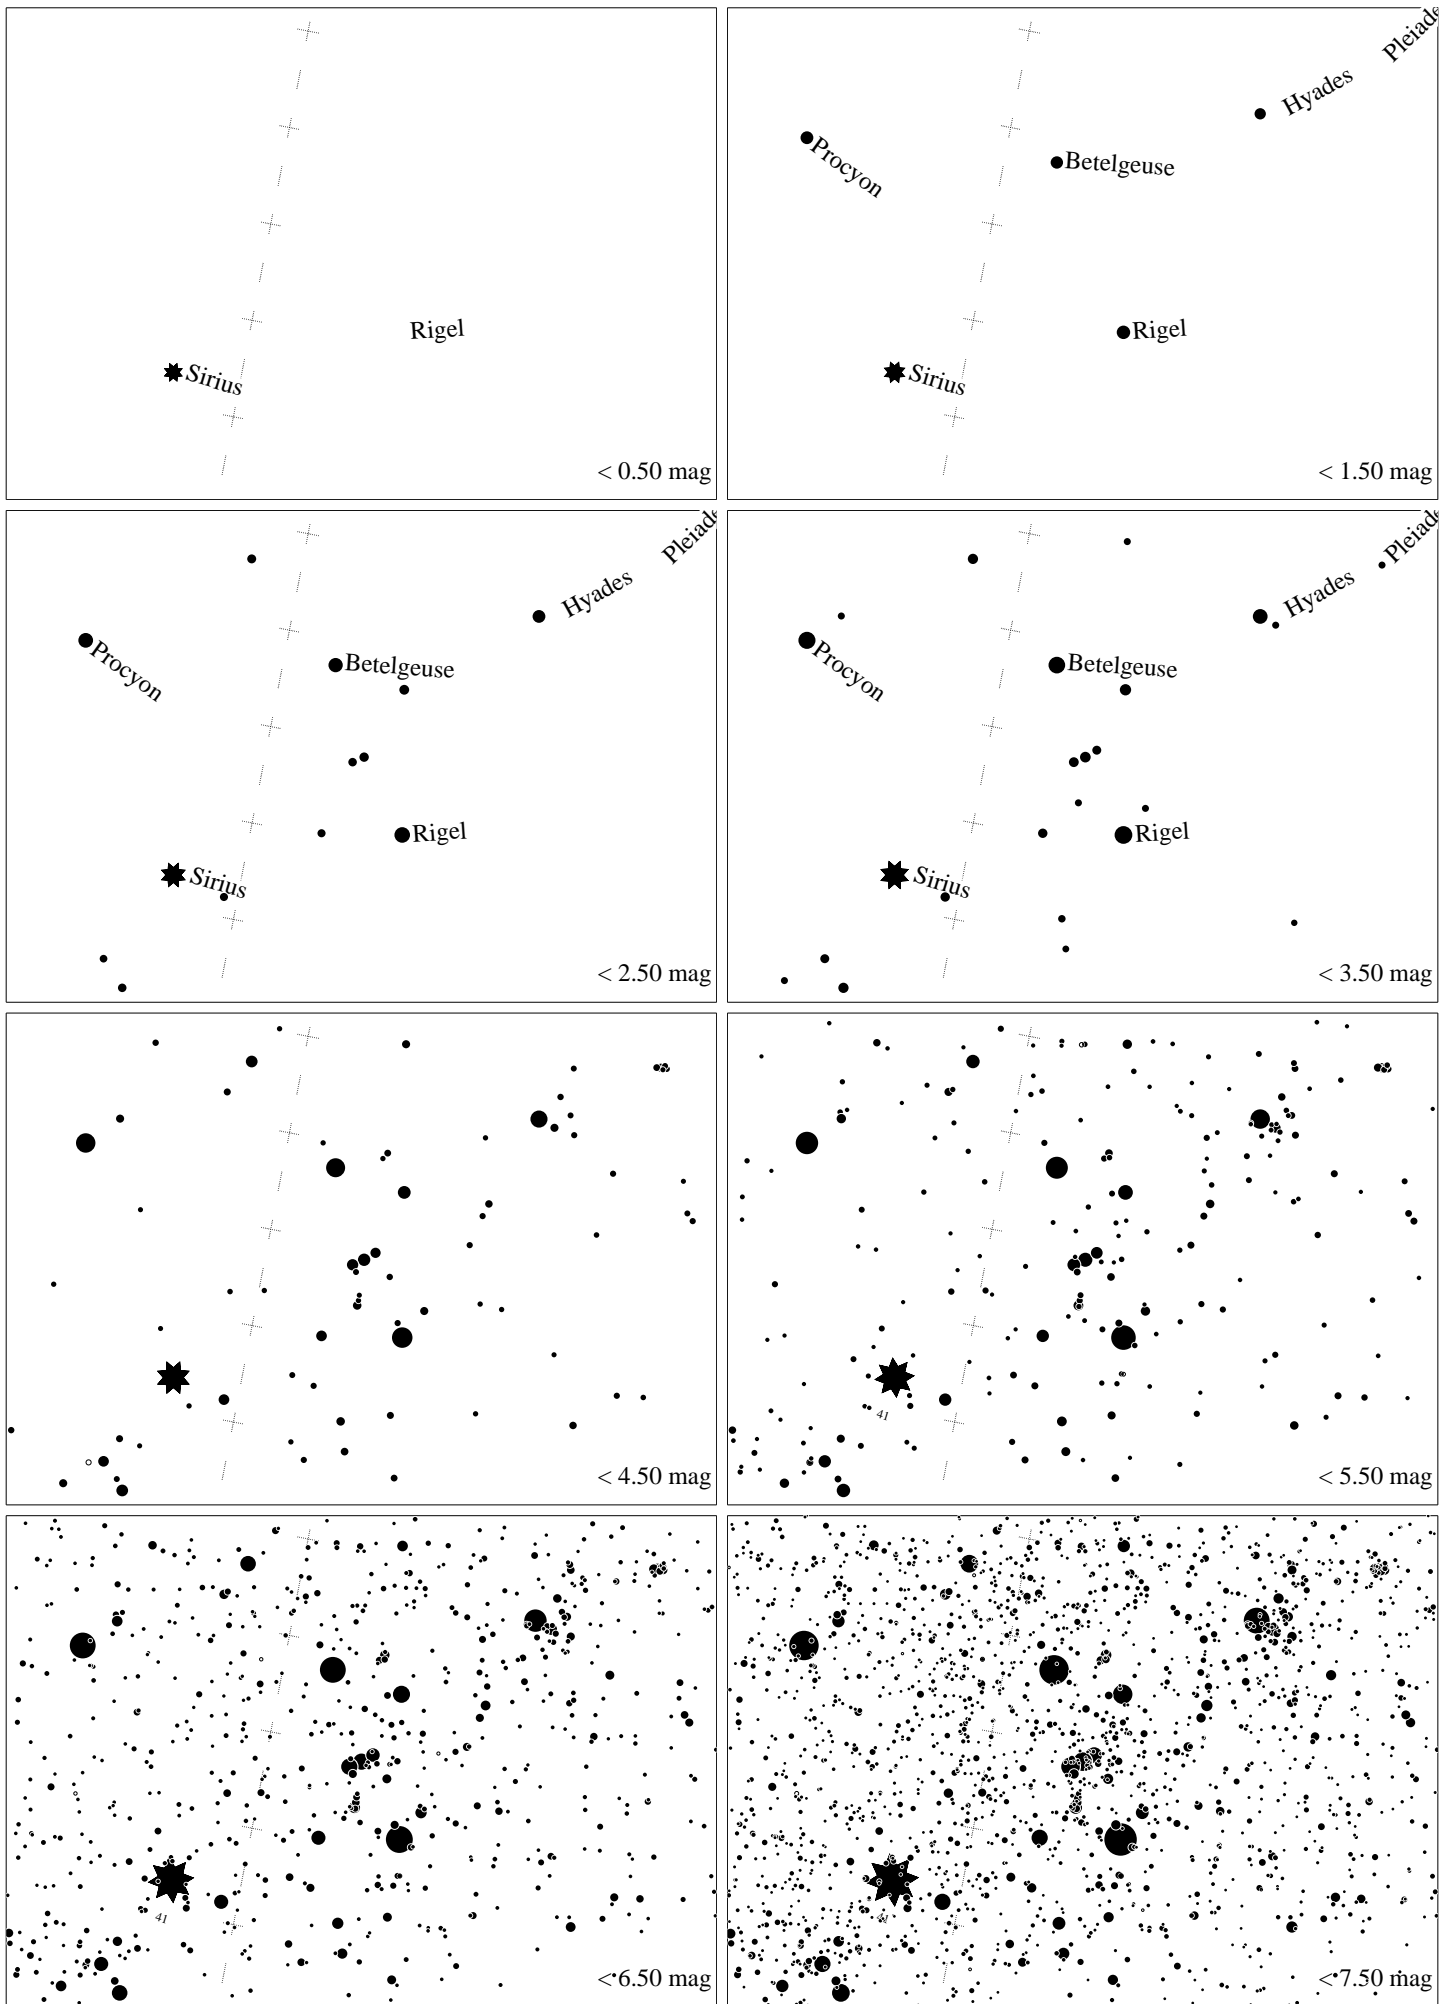 Rigel
Sirius
< 0.50 mag
Pleiade
Hyades
Procyon
Betelgeuse
Rigel
Sirius
< 1.50 mag
Pleiade
Hyades
Procyon
Betelgeuse
Rigel
Sirius
< 2.50 mag
Pleiade
Hyades
Procyon
Betelgeuse
Rigel
Sirius
< 3.50 mag
< 4.50 mag
41
< 5.50 mag
41
< 6.50 mag
41
< 7.50 mag